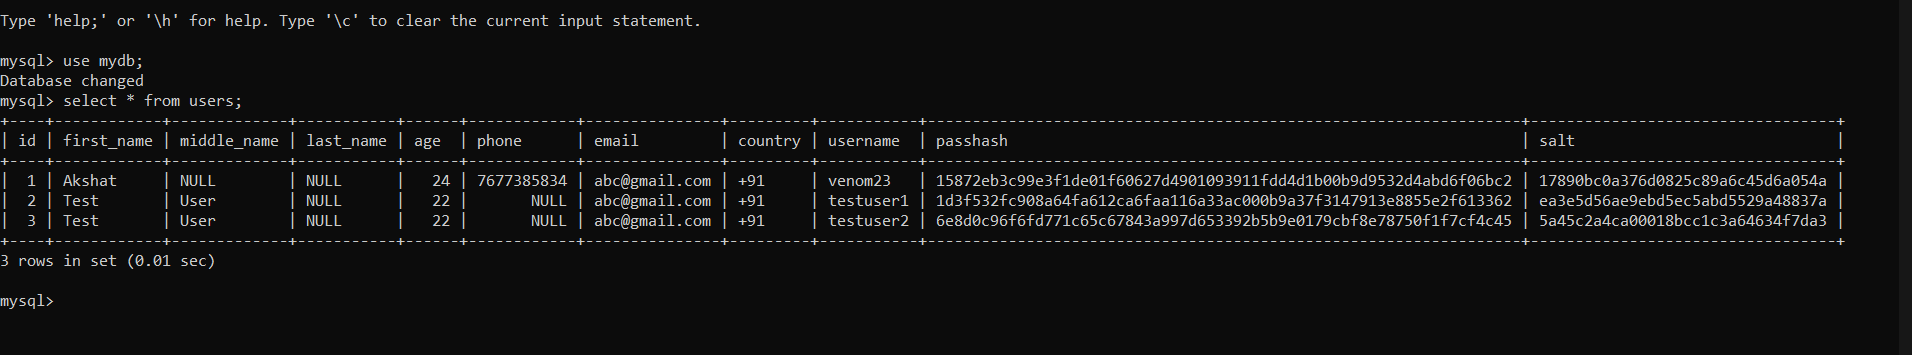 Type 'help;' or '\h' for help. Type '\c' to clear the current input statement.
mysql> use mydb;
Database changed
mysql> select * from users;
+----+------------+-------------+-----------+------+------------+---------------+---------+-----------+------------------------------------------------------------------+----------------------------------+
| id | first_name | middle_name | last_name | age  | phone      | email         | country | username  | passhash                                                         | salt                             |
+----+------------+-------------+-----------+------+------------+---------------+---------+-----------+------------------------------------------------------------------+----------------------------------+
|  1 | Akshat     | NULL        | NULL      |   24 | 7677385834 | abc@gmail.com | +91     | venom23   | 15872eb3c99e3f1de01f60627d4901093911fdd4d1b00b9d9532d4abd6f06bc2 | 17890bc0a376d0825c89a6c45d6a054a |
|  2 | Test       | User        | NULL      |   22 |       NULL | abc@gmail.com | +91     | testuser1 | 1d3f532fc908a64fa612ca6faa116a33ac000b9a37f3147913e8855e2f613362 | ea3e5d56ae9ebd5ec5abd5529a48837a |
|  3 | Test       | User        | NULL      |   22 |       NULL | abc@gmail.com | +91     | testuser2 | 6e8d0c96f6fd771c65c67843a997d653392b5b9e0179cbf8e78750f1f7cf4c45 | 5a45c2a4ca00018bcc1c3a64634f7da3 |
+----+------------+-------------+-----------+------+------------+---------------+---------+-----------+------------------------------------------------------------------+----------------------------------+
3 rows in set (0.01 sec)
mysql>